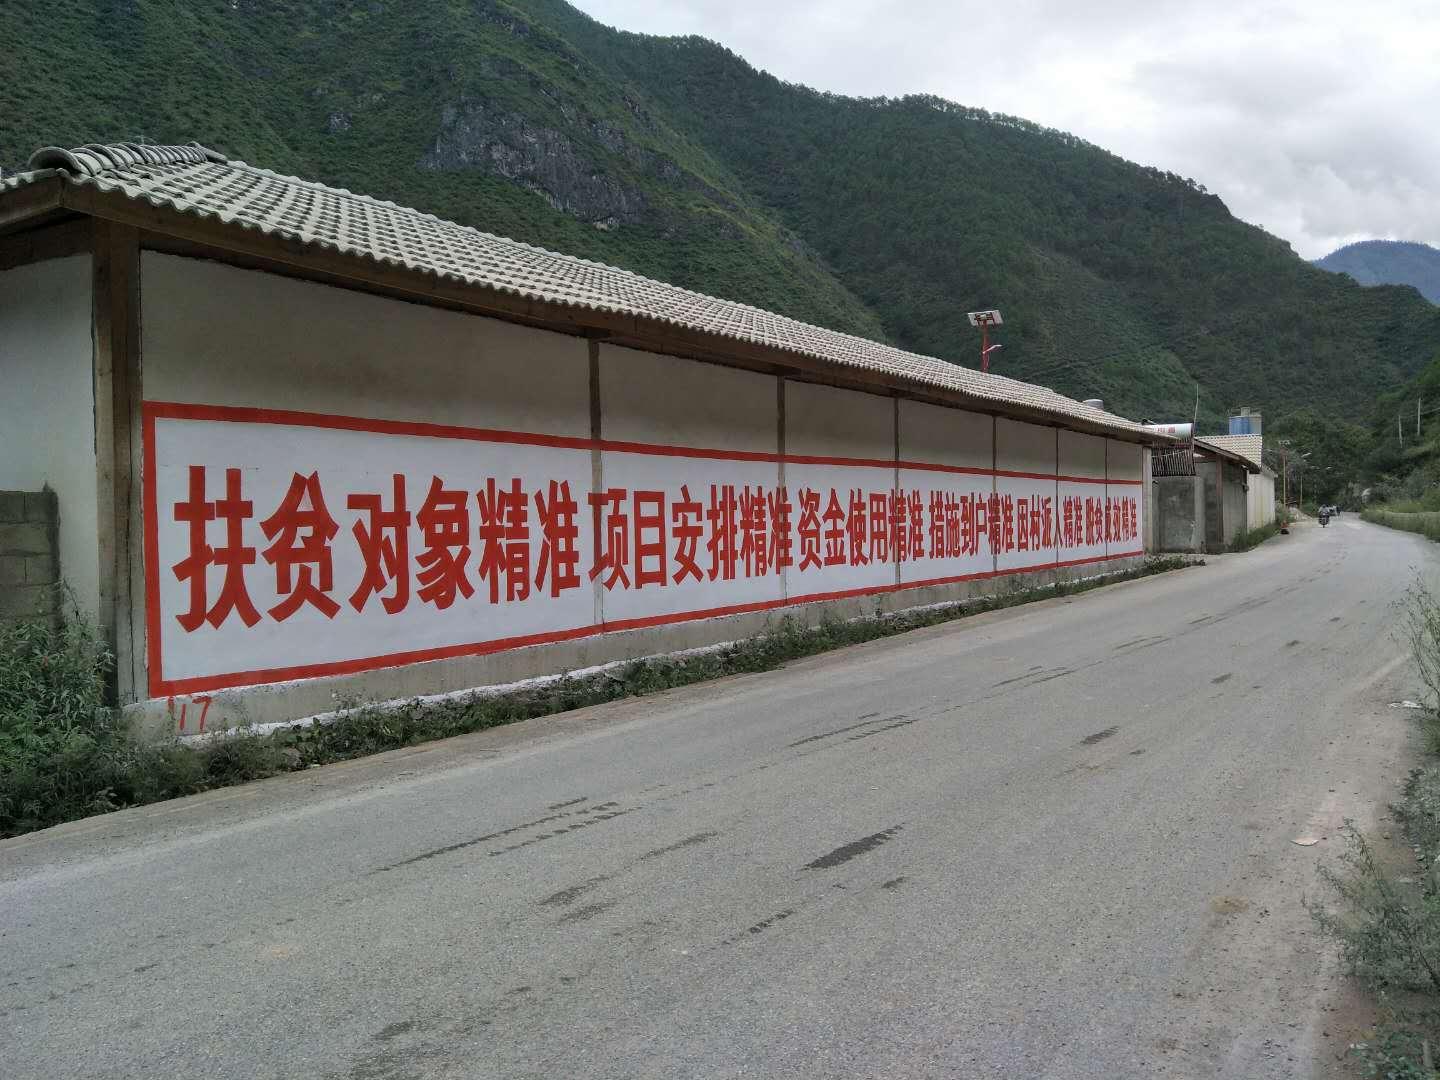 扶贫对象精准 项目安排精准 资金使用精准 措施到户精准 因村派人精准 脱贫成效精准
'17